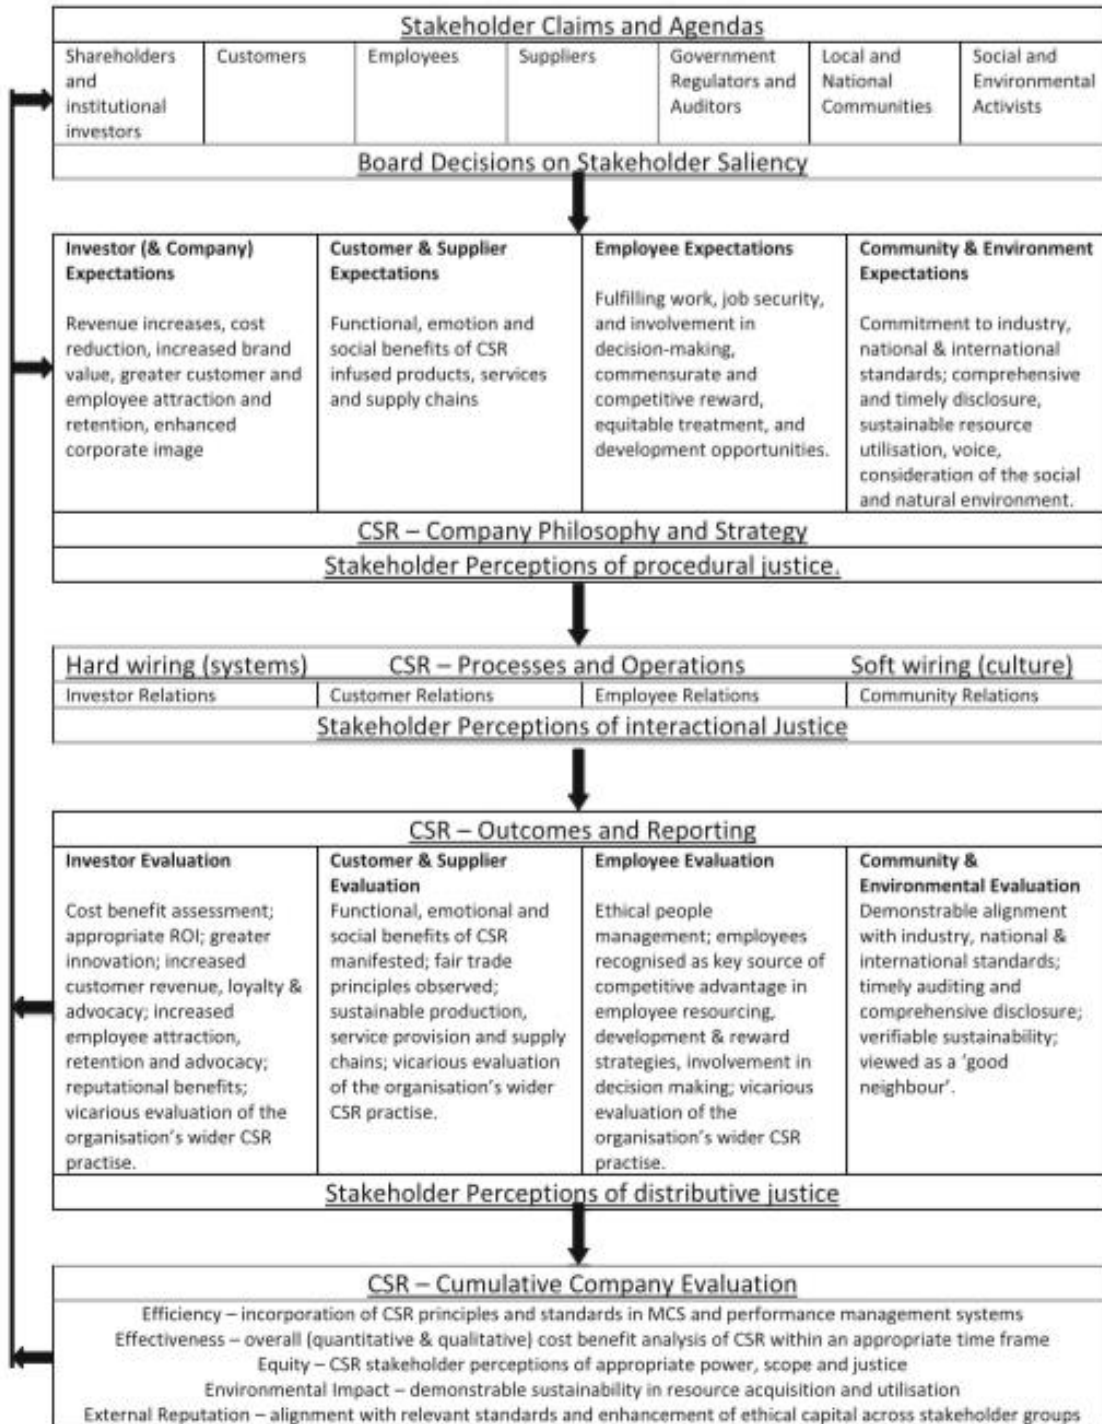 Stakeholder Claims and Agendas
Shareholders
and
institutional
investors
Customers
Employees
Suppliers
Government
Regulators and
Auditors
Local and
National
Communities
Social and
Environmental
Activists
Board Decisions on Stakeholder Saliency
Investor (& Company)
Expectations
Revenue increases, cost
reduction, increased brand
value, greater customer and
employee attraction and
retention, enhanced
corporate image
Customer & Supplier
Expectations
Functional, emotion and
social benefits of CSR
infused products, services
and supply chains
Employee Expectations
Fulfilling work, job security,
and involvement in
decision-making,
commensurate and
competitive reward,
equitable treatment, and
development opportunities.
Community & Environment
Expectations
Commitment to industry,
national & international
standards; comprehensive
and timely disclosure,
sustainable resource
utilisation, voice,
consideration of the social
and natural environment.
CSR – Company Philosophy and Strategy
Stakeholder Perceptions of procedural justice.
Hard wiring (systems) CSR – Processes and Operations Soft wiring (culture)
Investor Relations
Customer Relations
Employee Relations
Community Relations
Stakeholder Perceptions of interactional Justice
CSR – Outcomes and Reporting
Investor Evaluation
Cost benefit assessment;
appropriate ROI; greater
innovation; increased
customer revenue, loyalty &
advocacy; increased
employee attraction,
retention and advocacy;
reputational benefits;
vicarious evaluation of the
organisation's wider CSR
practise.
Customer & Supplier
Evaluation
Functional, emotional and
social benefits of CSR
manifested; fair trade
principles observed;
sustainable production,
service provision and supply
chains; vicarious evaluation
of the organisation's wider
CSR practise.
Employee Evaluation
Ethical people
management; employees
recognised as key source of
competitive advantage in
employee resourcing,
development & reward
strategies, involvement in
decision making; vicarious
evaluation of the
organisation's wider CSR
practise.
Community &
Environmental Evaluation
Demonstrable alignment
with industry, national &
international standards;
timely auditing and
comprehensive disclosure;
verifiable sustainability;
viewed as a 'good
neighbour'.
Stakeholder Perceptions of distributive justice
CSR – Cumulative Company Evaluation
Efficiency – incorporation of CSR principles and standards in MCS and performance management systems
Effectiveness – overall (quantitative & qualitative) cost benefit analysis of CSR within an appropriate time frame
Equity – CSR stakeholder perceptions of appropriate power, scope and justice
Environmental Impact – demonstrable sustainability in resource acquisition and utilisation
External Reputation – alignment with relevant standards and enhancement of ethical capital across stakeholder groups